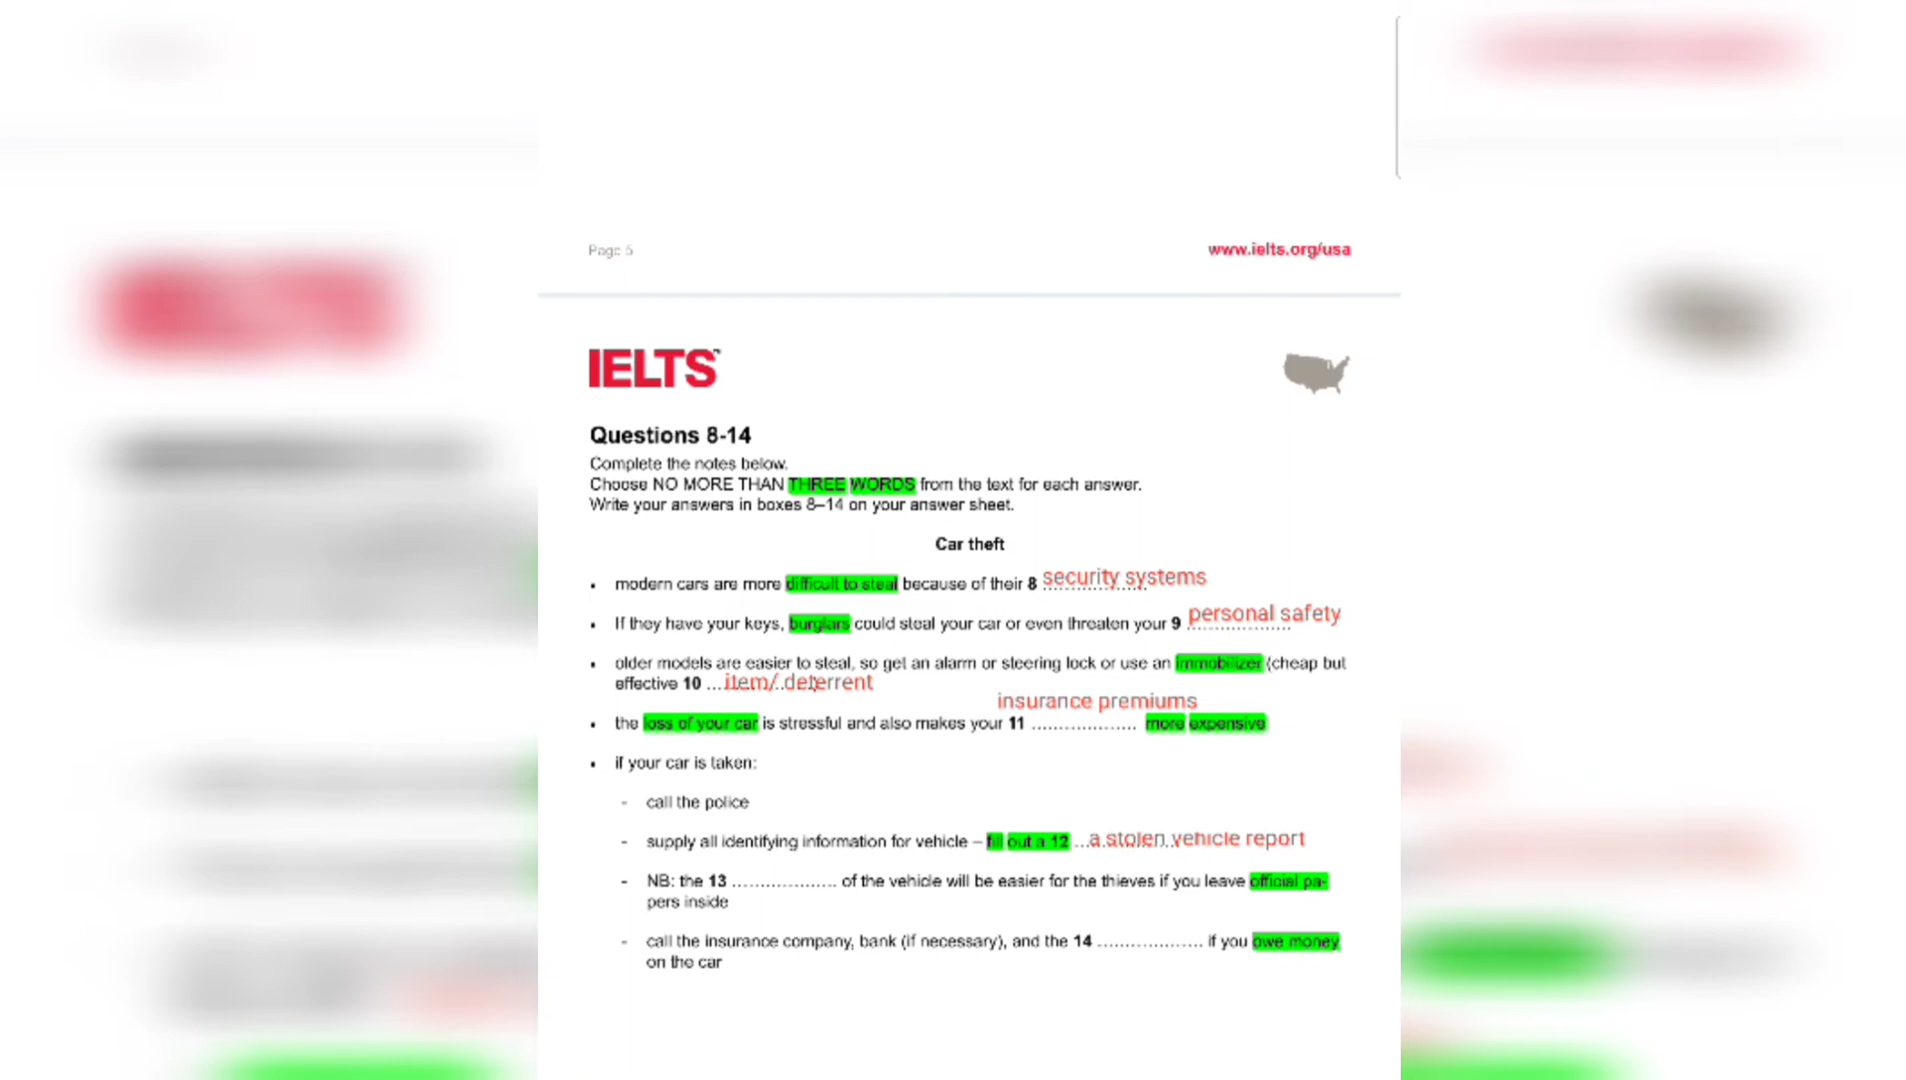 Page 5
www.ielts.org/usa
IELTS™
Questions 8-14
Complete the notes below.
Choose NO MORE THAN THREE WORDS from the text for each answer.
Write your answers in boxes 8–14 on your answer sheet.
Car theft
• modern cars are more difficult to steal because of their 8 security systems
• If they have your keys, burglars could steal your car or even threaten your 9 personal safety
• older models are easier to steal, so get an alarm or steering lock or use an immobilizer (cheap but
effective 10 ... item/ deterrent
insurance premiums
• the loss of your car is stressful and also makes your 11 .................. more expensive
• if your car is taken:
- call the police
- supply all identifying information for vehicle – fill out a 12 ... a stolen vehicle report
- NB: the 13 .................. of the vehicle will be easier for the thieves if you leave official pa-
pers inside
- call the insurance company, bank (if necessary), and the 14 .................. if you owe money
on the car